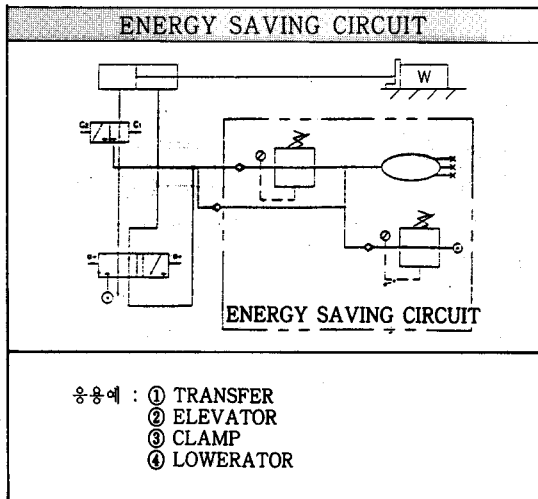 ENERGY SAVING CIRCUIT
W
ENERGY SAVING CIRCUIT
응용예 : ① TRANSFER
② ELEVATOR
③ CLAMP
④ LOWERATOR